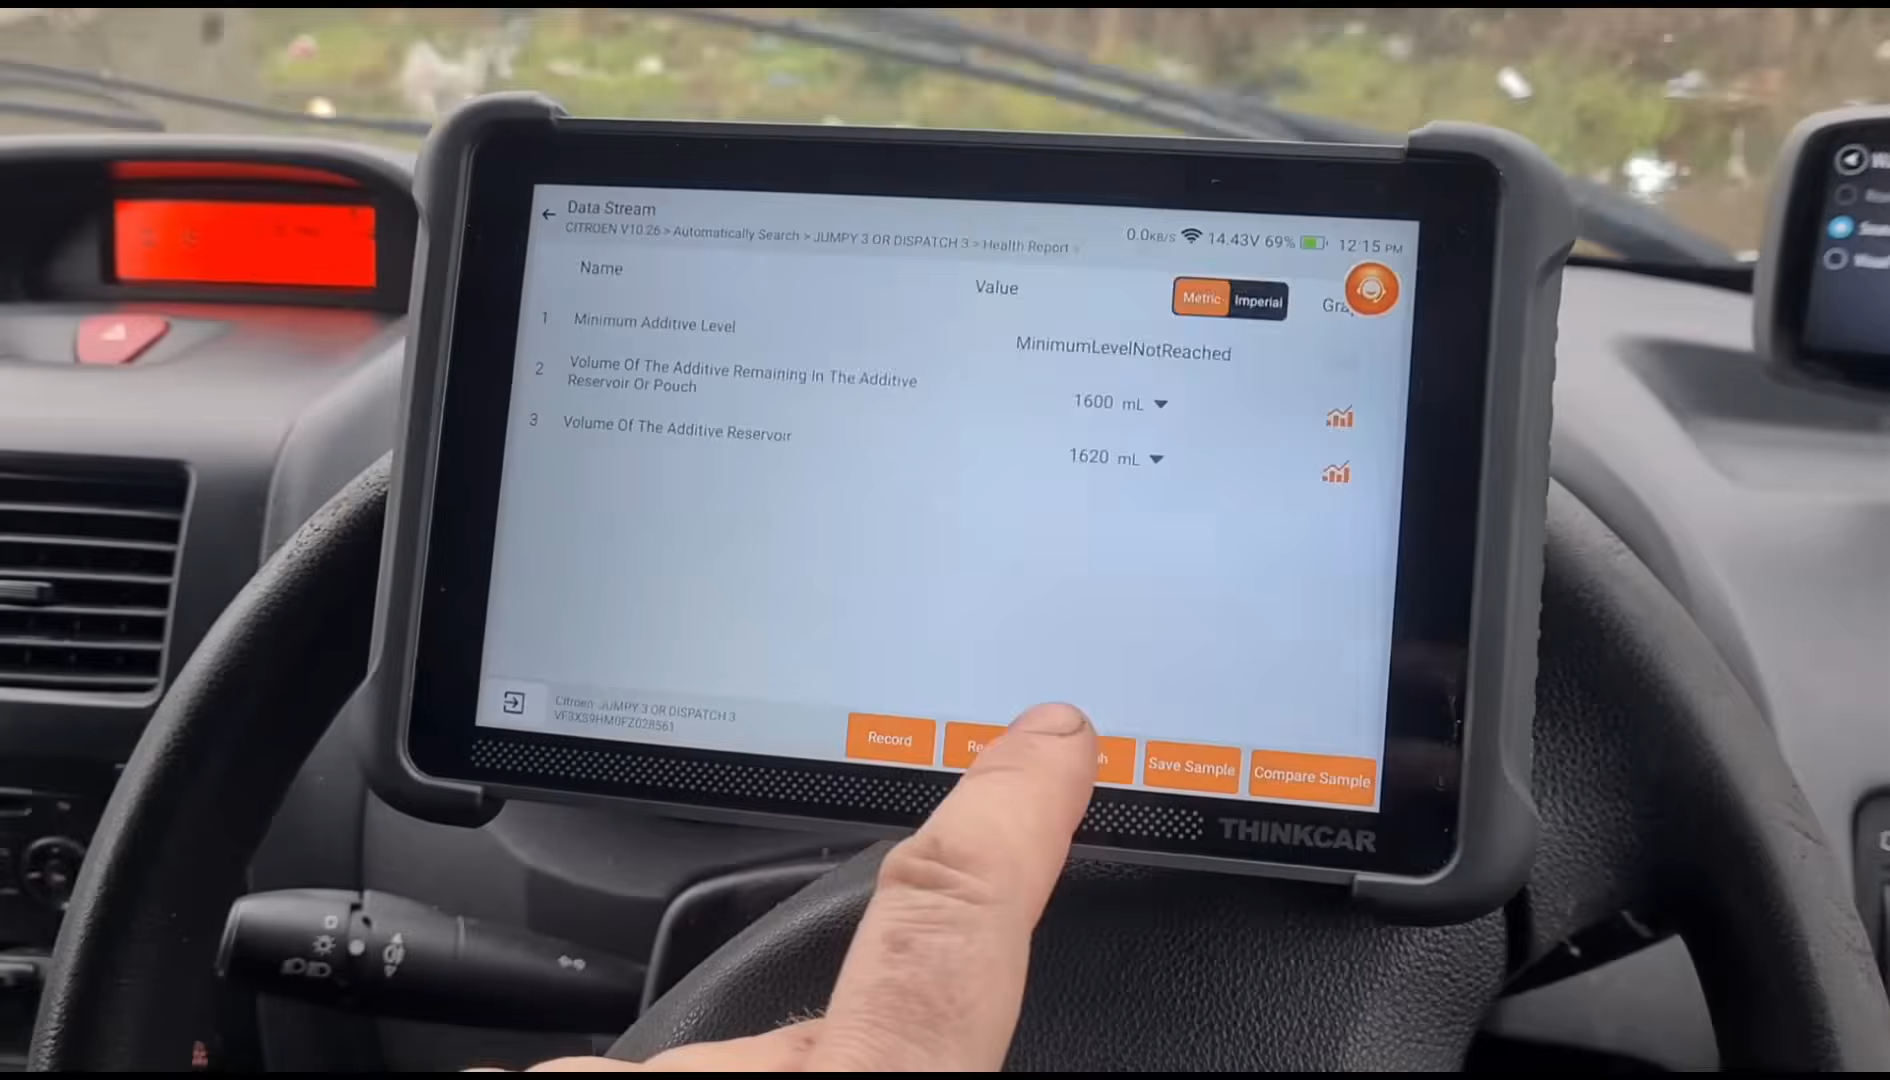 Data Stream
CITROEN V10.26 > Automatically Search > JUMPY 3 OR DISPATCH 3 > Health Report >
0.0KB/S 14.43V 69% 12:15 PM
Name Value Metric Imperial
1 Minimum Additive Level MinimumLevelNotReached
2 Volume Of The Additive Remaining In The Additive
Reservoir Or Pouch
1600 mL
3 Volume Of The Additive Reservoir 1620 mL
Citroen JUMPY 3 OR DISPATCH 3
VF3XS9HM0FZ028561
Record
Save Sample
Compare Sample
THINKCAR